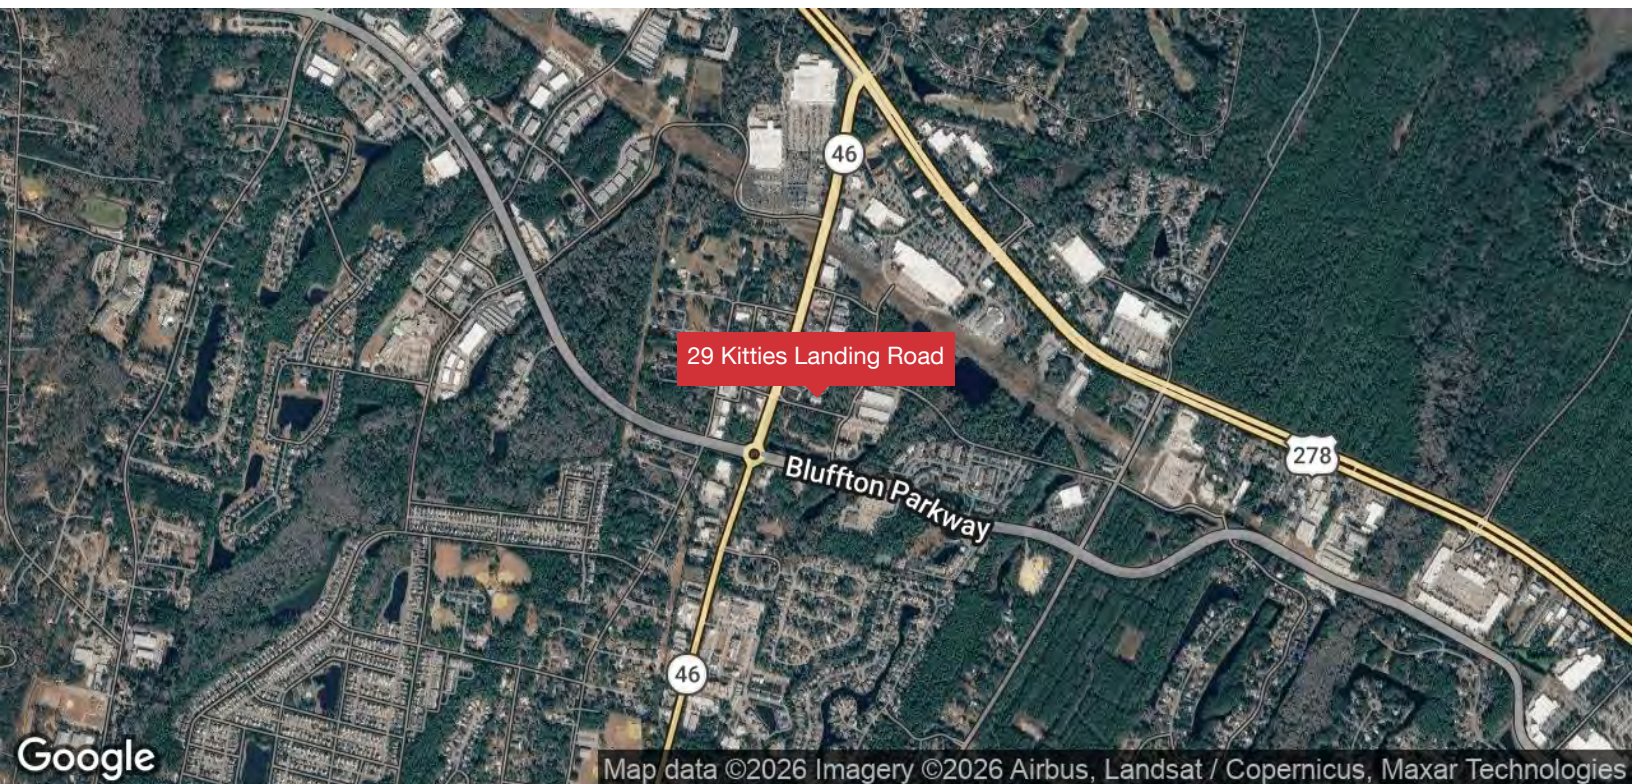 46
29 Kitties Landing Road
278
Bluffton Parkway
46
Google
Map data ©2026 Imagery ©2026 Airbus, Landsat / Copernicus, Maxar Technologies